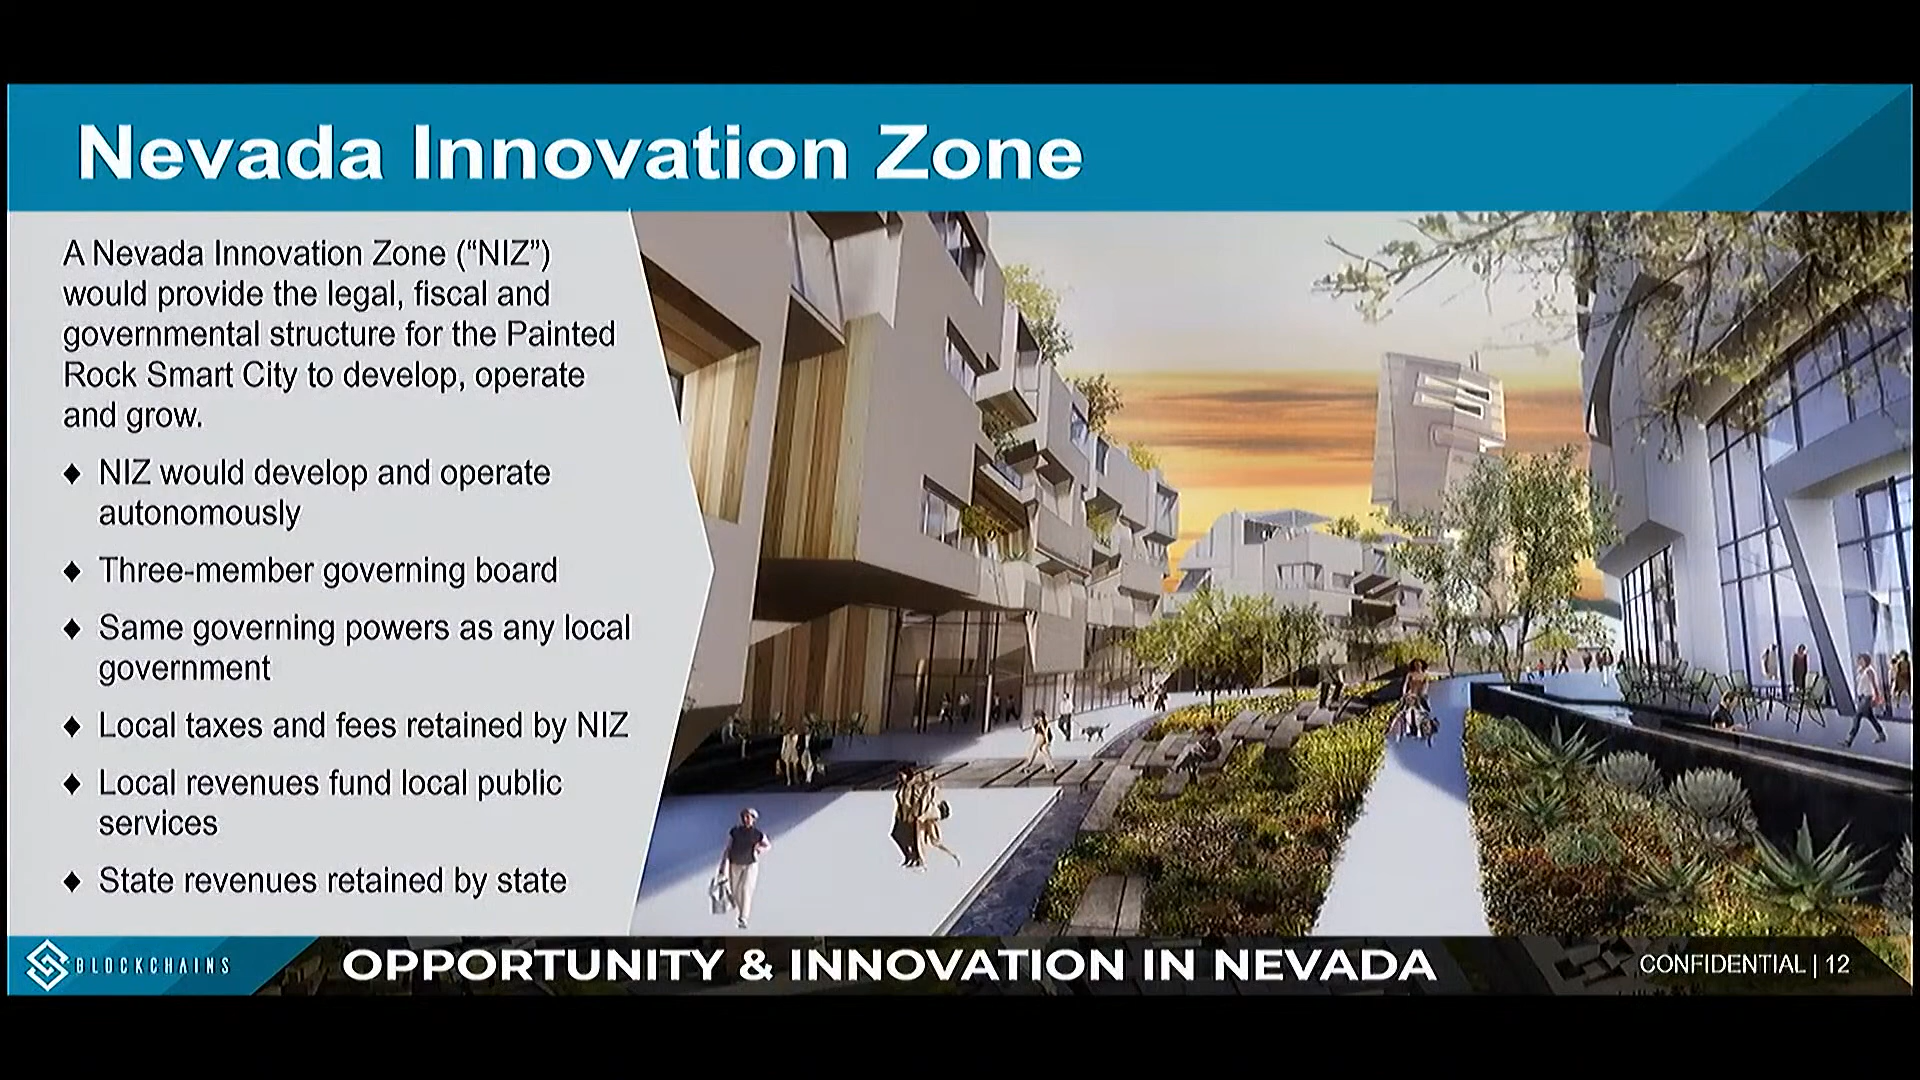 Nevada Innovation Zone
A Nevada Innovation Zone (“NIZ”)
would provide the legal, fiscal and
governmental structure for the Painted
Rock Smart City to develop, operate
and grow.
♦ NIZ would develop and operate
autonomously
♦ Three-member governing board
♦ Same governing powers as any local
government
♦ Local taxes and fees retained by NIZ
♦ Local revenues fund local public
services
♦ State revenues retained by state
BLOCKCHAINS
OPPORTUNITY & INNOVATION IN NEVADA
CONFIDENTIAL | 12